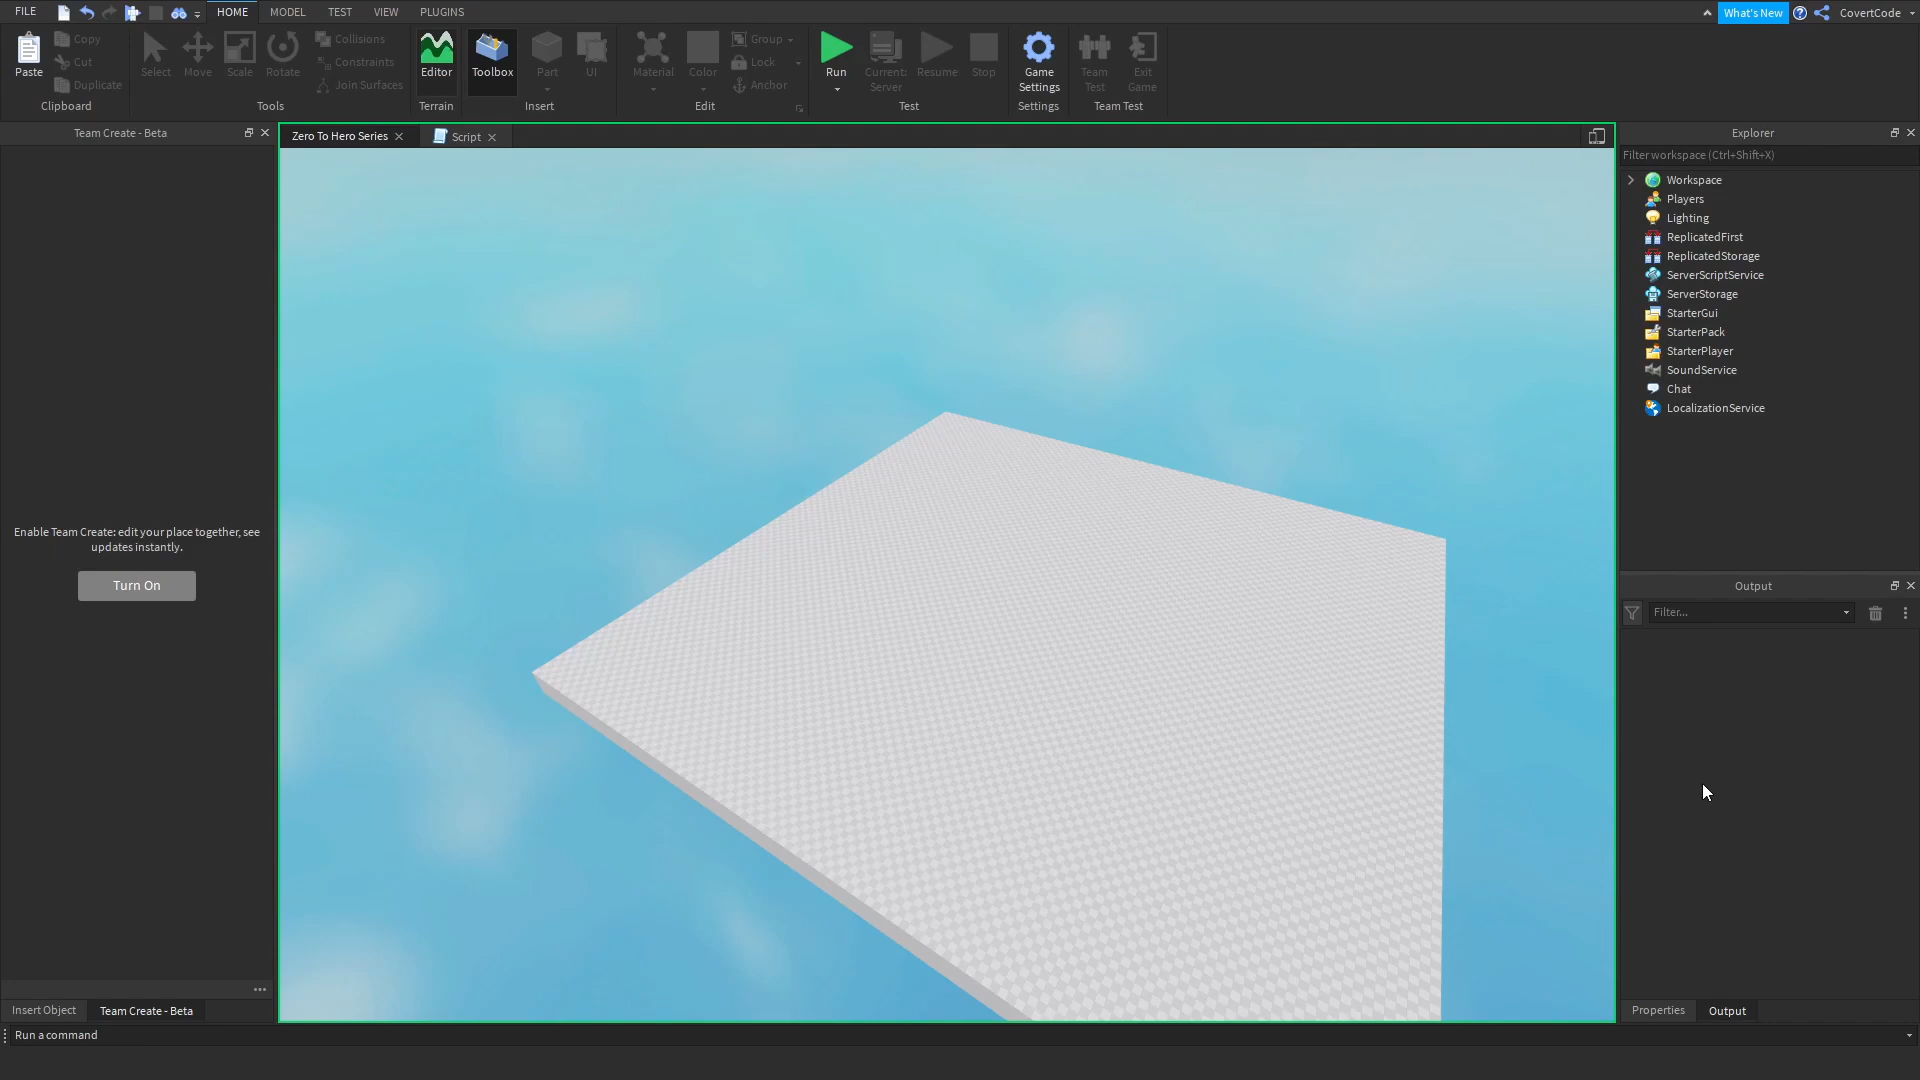 FILE
HOME
MODEL
TEST
VIEW
PLUGINS
What's New
CovertCode
Paste
Copy
Cut
Duplicate
Clipboard
Select
Move
Scale
Rotate
Collisions
Constraints
Join Surfaces
Tools
Editor
Terrain
Toolbox
Part
UI
Insert
Material
Color
Group
Lock
Anchor
Edit
Run
Current:
Server
Resume
Stop
Test
Game
Settings
Settings
Team
Test
Exit
Game
Team Test
Team Create - Beta
Enable Team Create: edit your place together, see
updates instantly.
Turn On
Insert Object
Team Create - Beta
Zero To Hero Series
Script
Explorer
Filter workspace (Ctrl+Shift+X)
Workspace
Players
Lighting
ReplicatedFirst
ReplicatedStorage
ServerScriptService
ServerStorage
StarterGui
StarterPack
StarterPlayer
SoundService
Chat
LocalizationService
Output
Filter...
Properties
Output
Run a command